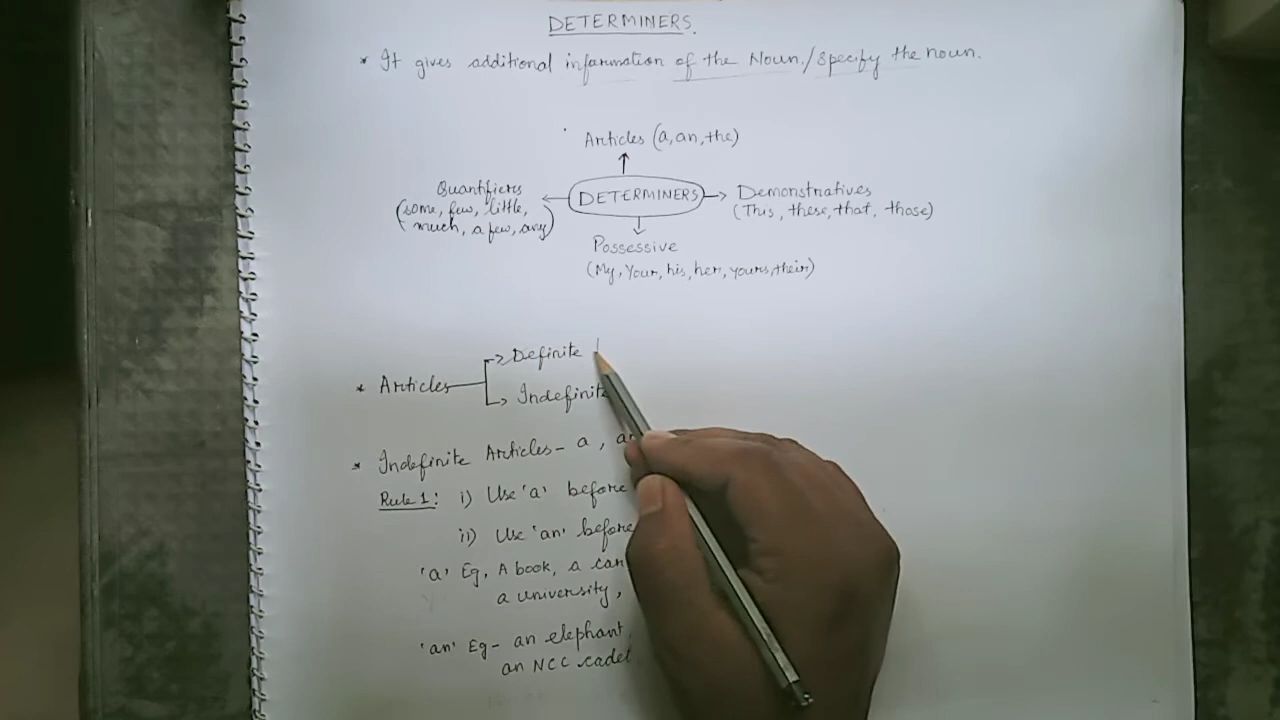 DETERMINERS.
* It gives additional information of the Noun./Specify the noun.
Articles (a, an, the)
Quantifiers
(some, few, little,
much, a few, any)
DETERMINERS
Demonstratives
(This, these, that, those)
Possessive
(My, Your, his, her, yours, their)
* Articles
Definite
Indefinite
* Indefinite Articles - a, an
Rule 1: i) Use 'a' before
ii) Use 'an' before
'a' Eg, A book, a
a university,
'an' Eg - an elephant,
an NCC cadet